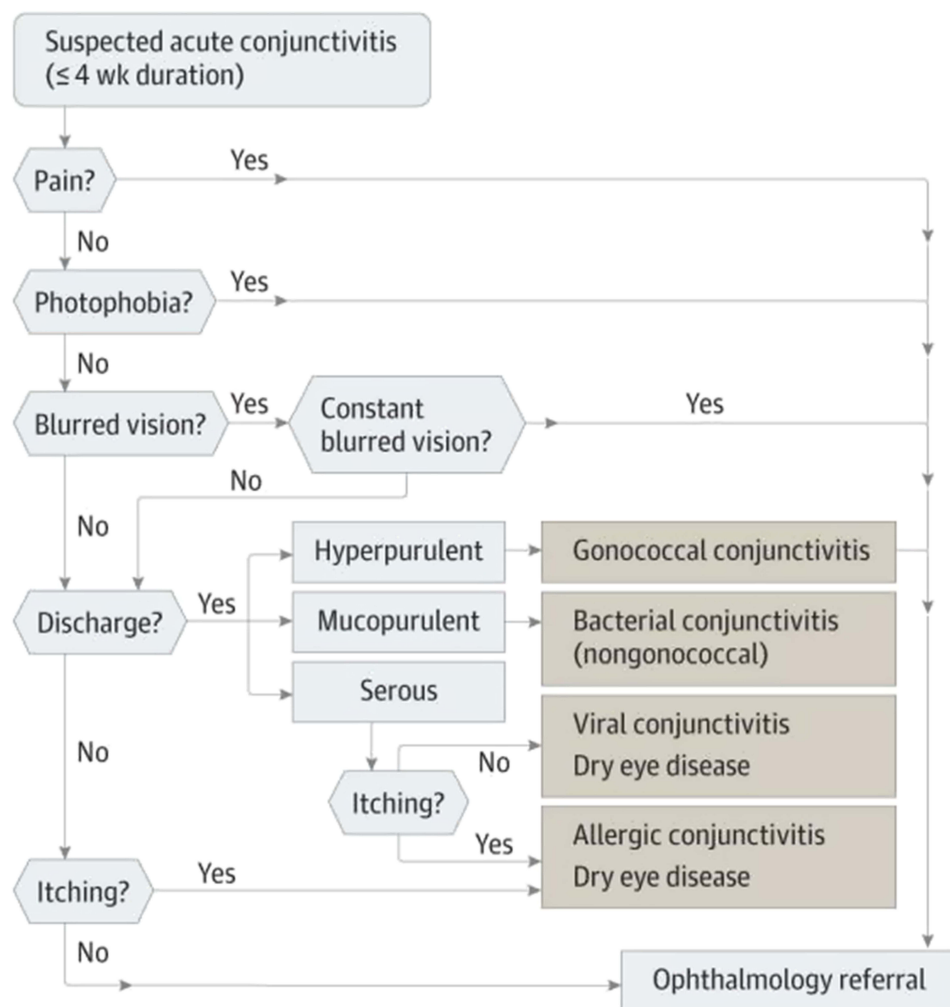 Suspected acute conjunctivitis
(≤ 4 wk duration)
Pain?
Yes
No
Photophobia?
Yes
No
Blurred vision?
Yes
Constant
blurred vision?
Yes
No
No
Discharge?
Yes
Hyperpurulent
Gonococcal conjunctivitis
Mucopurulent
Bacterial conjunctivitis
(nongonococcal)
Serous
Itching?
No
Viral conjunctivitis
Dry eye disease
Yes
Allergic conjunctivitis
Dry eye disease
No
Itching?
Yes
No
Ophthalmology referral